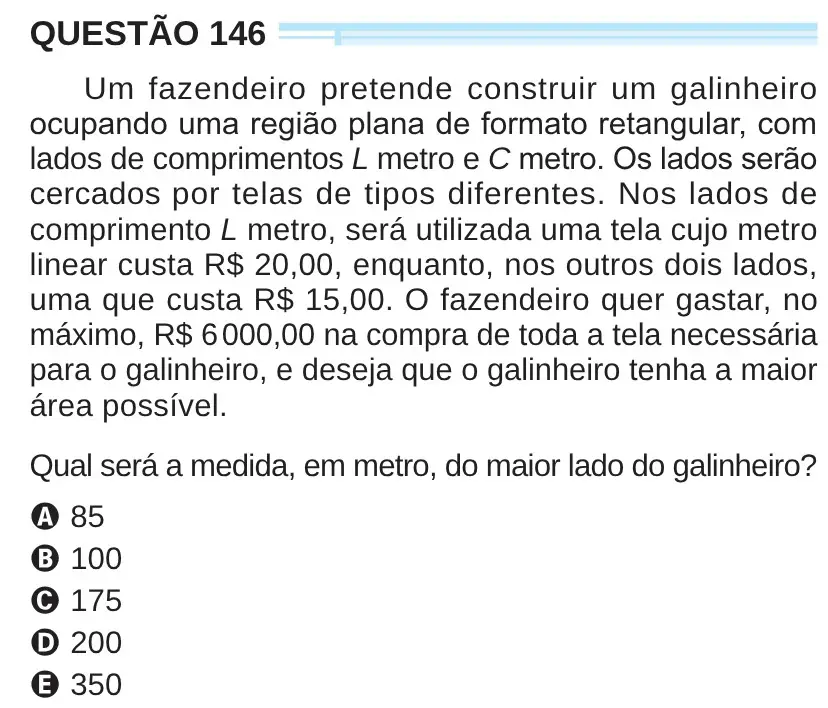 QUESTÃO 146
Um fazendeiro pretende construir um galinheiro
ocupando uma região plana de formato retangular, com
lados de comprimentos L metro e C metro. Os lados serão
cercados por telas de tipos diferentes. Nos lados de
comprimento L metro, será utilizada uma tela cujo metro
linear custa R$ 20,00, enquanto, nos outros dois lados,
uma que custa R$ 15,00. O fazendeiro quer gastar, no
máximo, R$ 6 000,00 na compra de toda a tela necessária
para o galinheiro, e deseja que o galinheiro tenha a maior
área possível.
Qual será a medida, em metro, do maior lado do galinheiro?
A 85
B 100
C 175
D 200
E 350